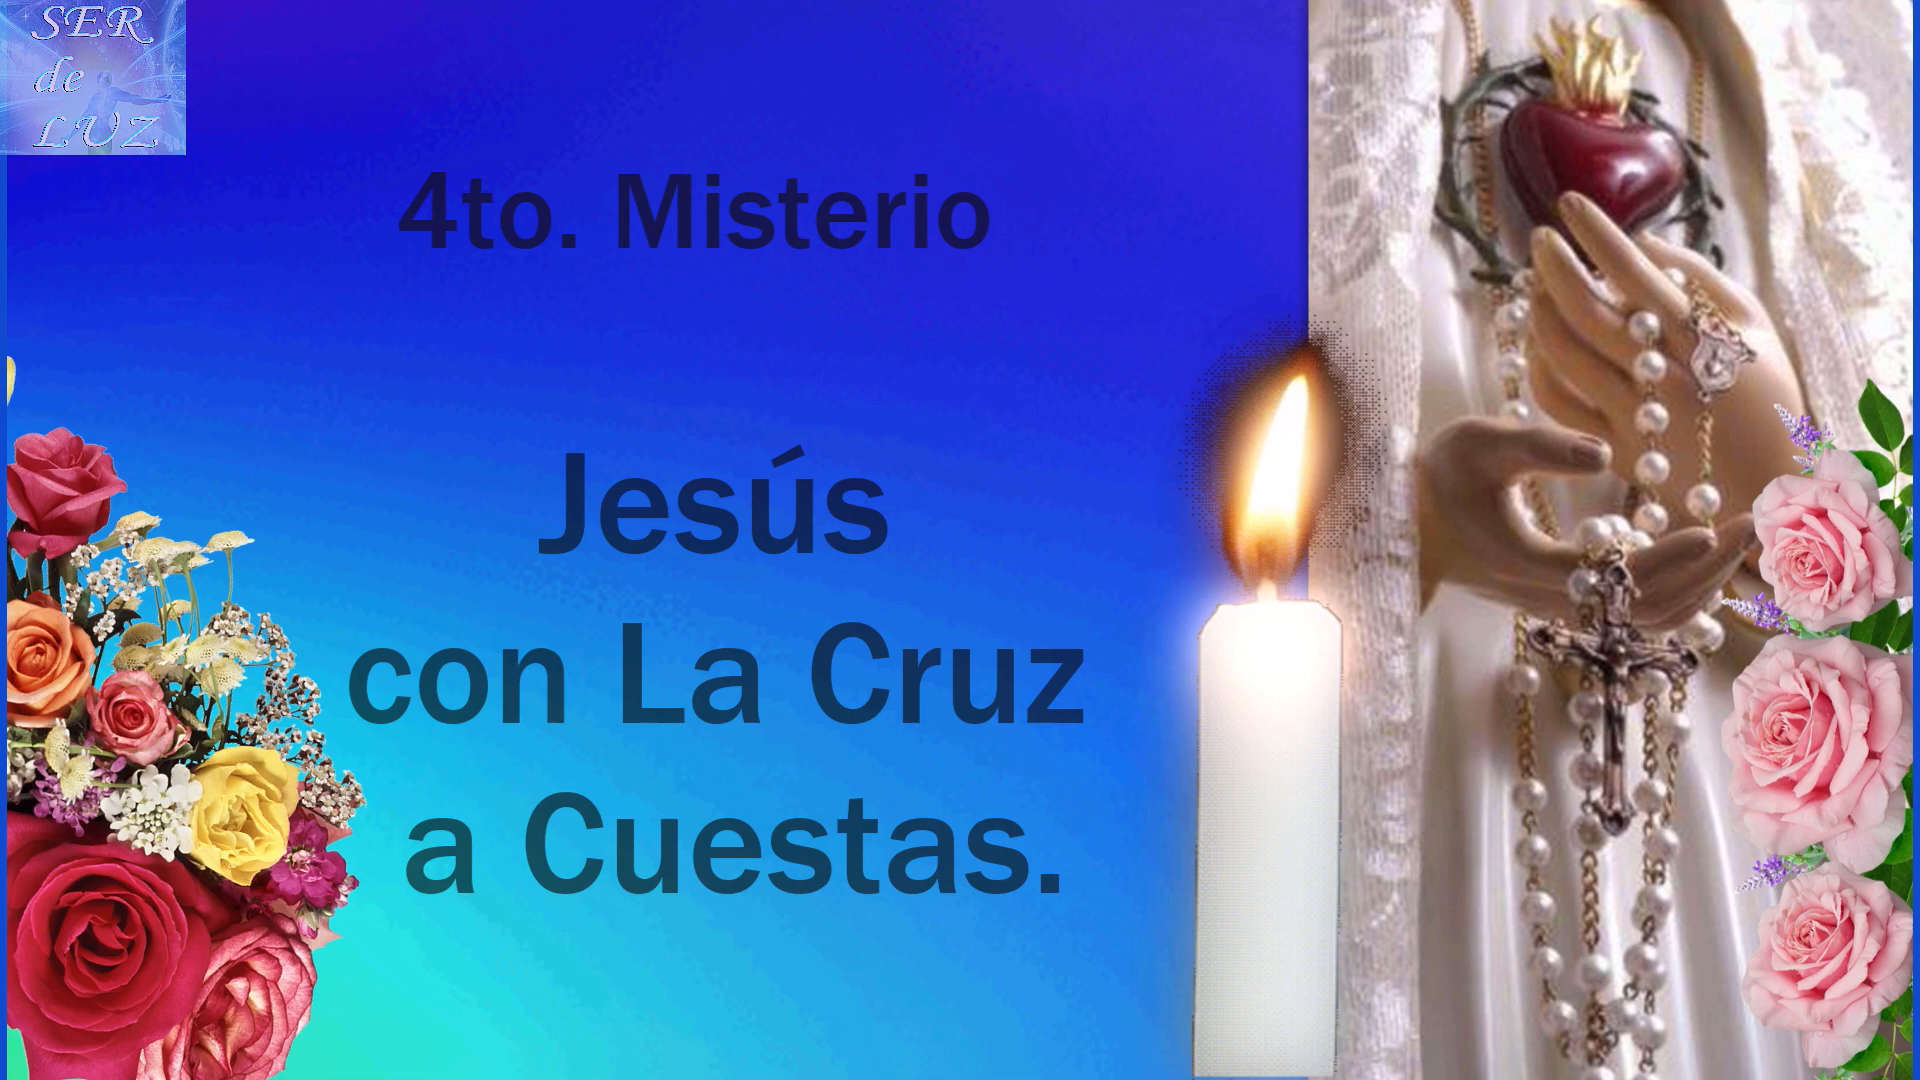 SER
de
LUZ
4to. Misterio
Jesús
con La Cruz
a Cuestas.